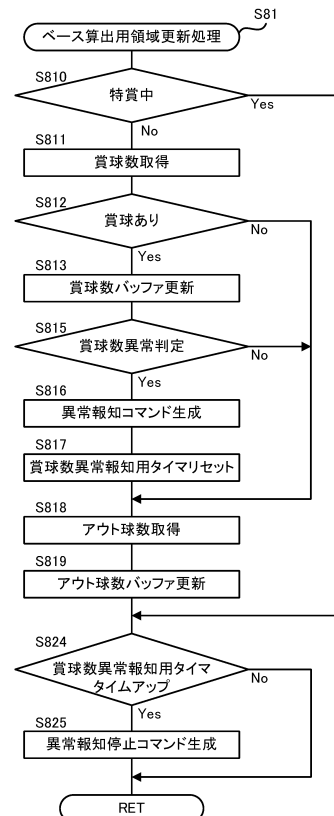 S81
ベース算出用領域更新処理
S810
特賞中
Yes
No
S811
賞球数取得
S812
賞球あり
No
Yes
S813
賞球数バッファ更新
S815
賞球数異常判定
No
Yes
S816
異常報知コマンド生成
S817
賞球数異常報知用タイマリセット
S818
アウト球数取得
S819
アウト球数バッファ更新
S824
賞球数異常報知用タイマ
タイムアップ
No
Yes
S825
異常報知停止コマンド生成
RET